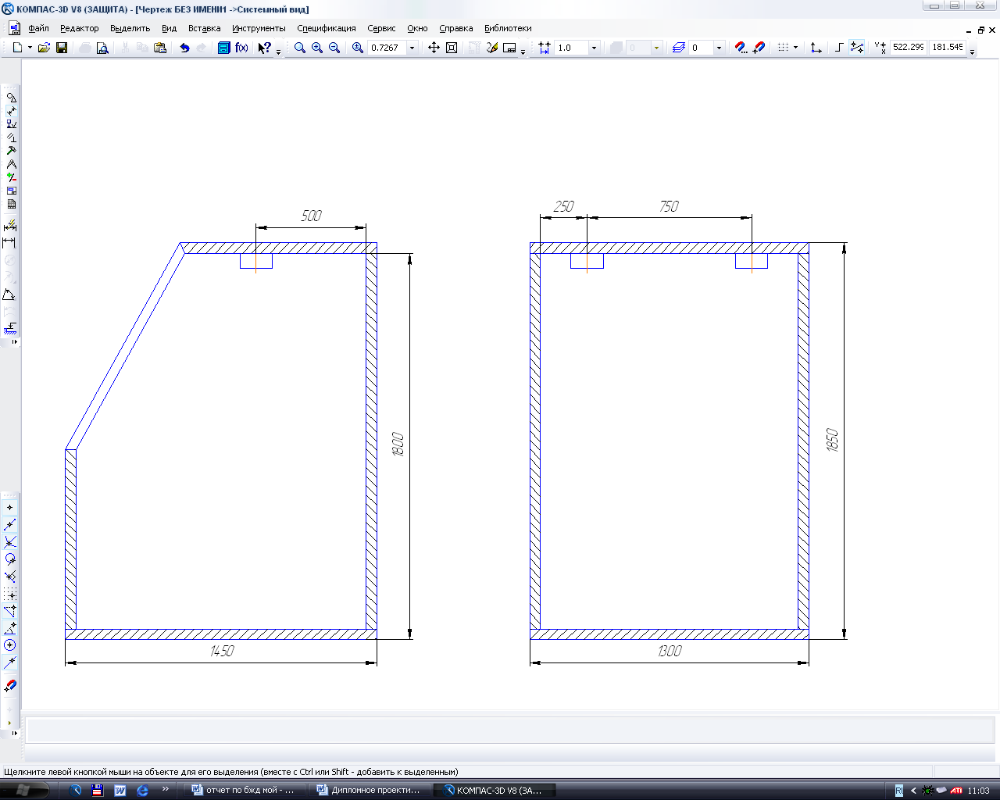 КОМПАС-3D V8 (ЗАЩИТА) - [Чертеж БЕЗ ИМЕНИ1 ->Системный вид]
Файл Редактор Выделить Вид Вставка Инструменты Спецификация Сервис Окно Справка Библиотеки
f(x) 0.7267 1.0 0 0 522.299 181.545
250 750
500
1800
1850
1450
1300
Щелкните левой кнопкой мыши на объекте для его выделения (вместе с Ctrl или Shift - добавить к выделенным)
отчет по бжд мой - ... Дипломное проекти... КОМПАС-3D V8 (ЗА... ATI 11:03